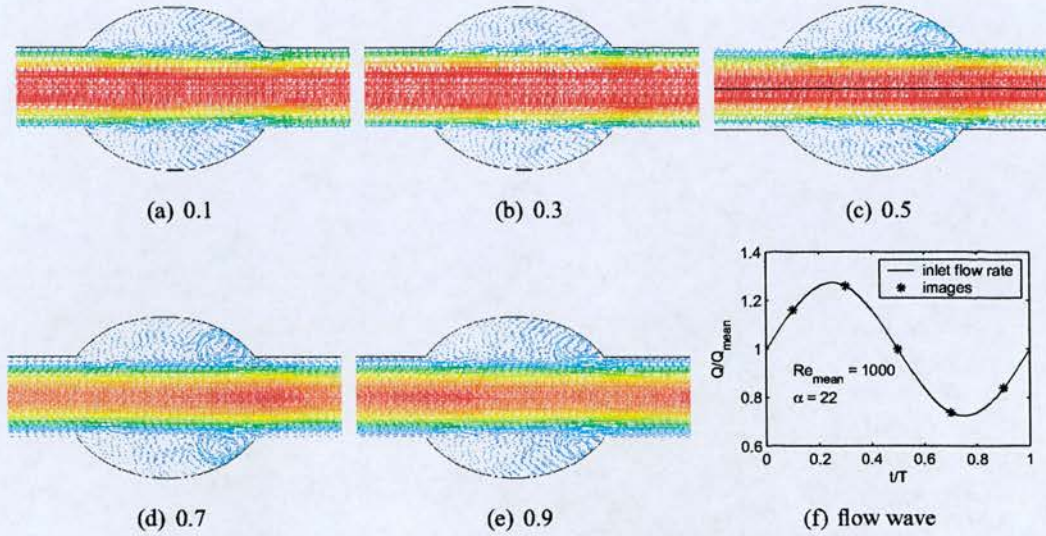 (a) 0.1
(b) 0.3
(c) 0.5
(d) 0.7
(e) 0.9
1.4
1.2
1
0.8
0.6
Q/Q_mean
inlet flow rate
images
Re_mean = 1000
α = 22
0 0.2 0.4 0.6 0.8 1
t/T
(f) flow wave